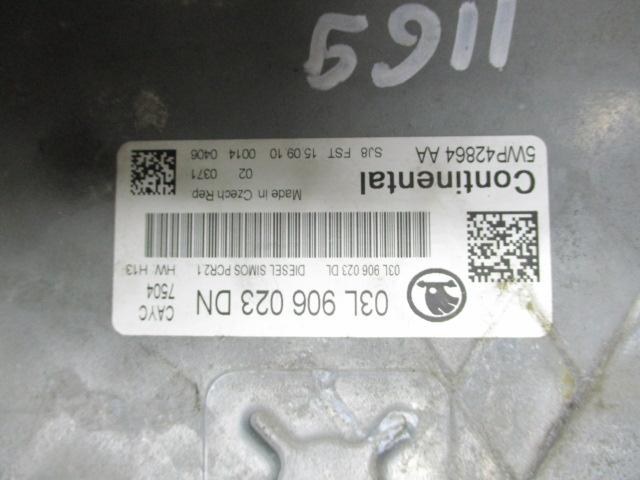 5911
03L 906 023 DN
CAYC
7504
03L 906 023 DL DIESEL SIMOS PCR2.1 HW: H13
Continental
Made in Czech Rep
02 0371
5WP42864 AA SJ8 FST 15.09.10 0014 0406